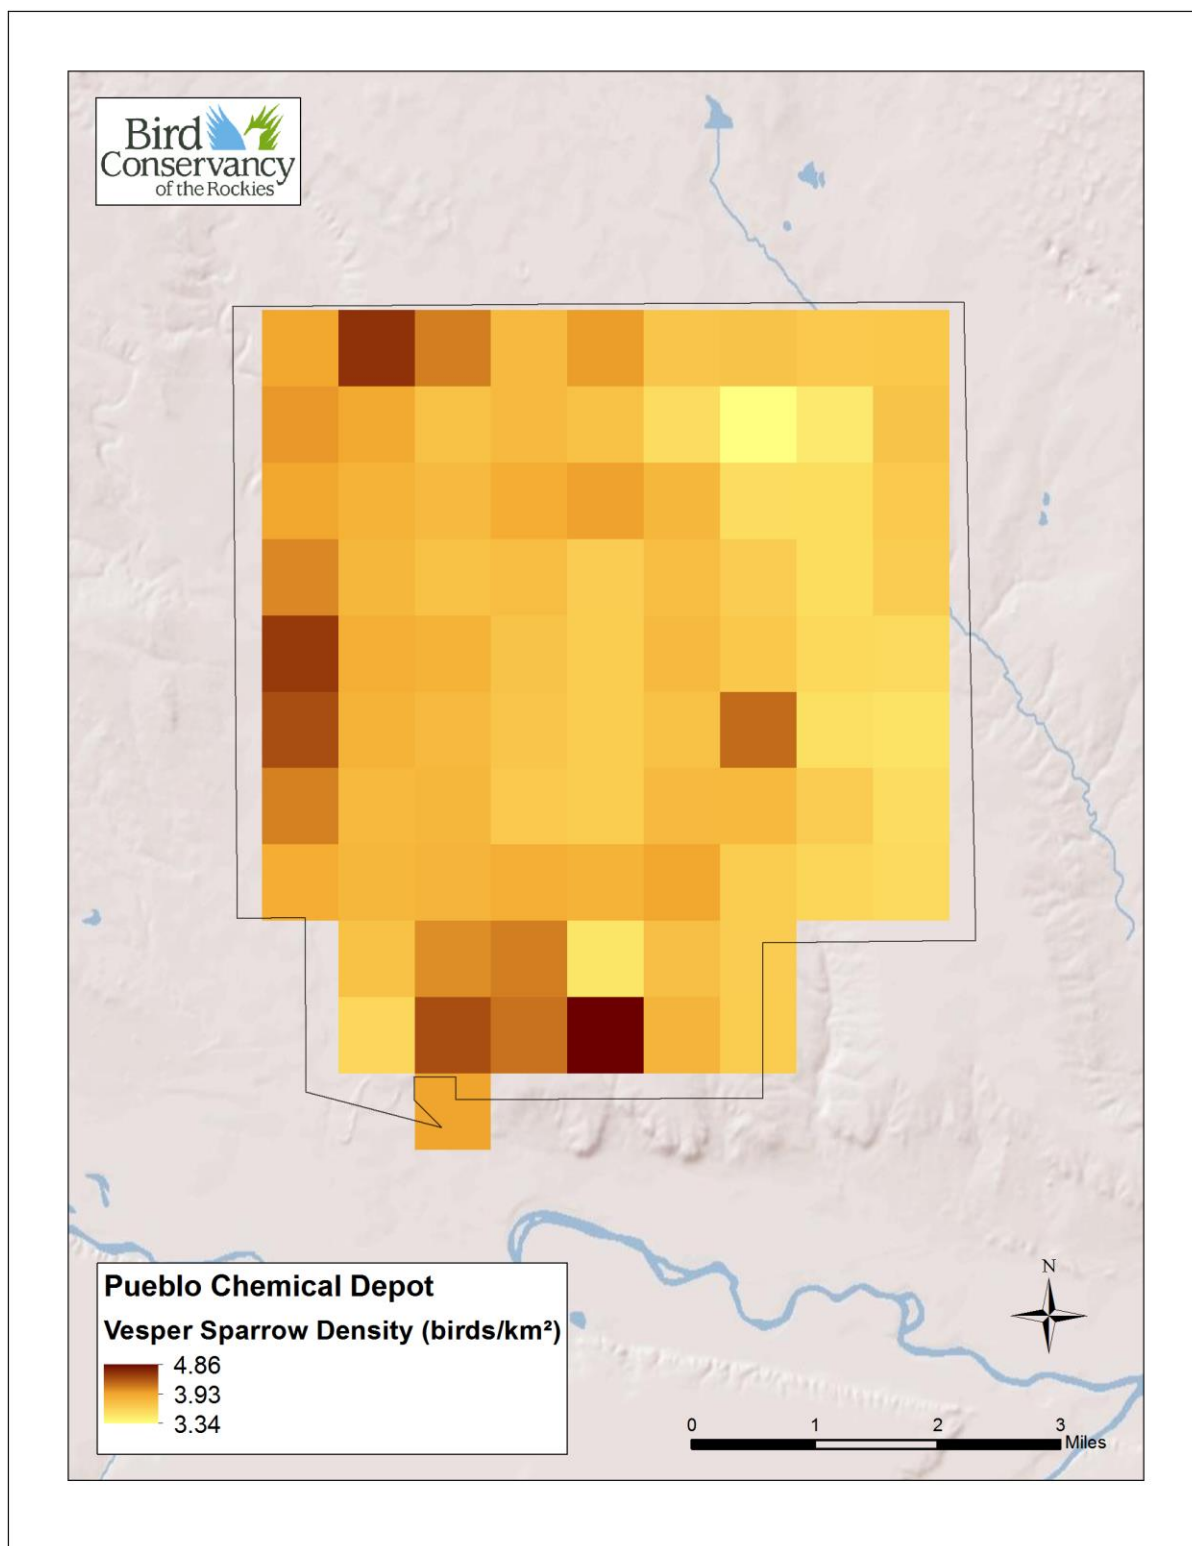 Bird
Conservancy
of the Rockies
N
Pueblo Chemical Depot
Vesper Sparrow Density (birds/km²)
4.86
3.93
3.34
0 1 2 3
Miles